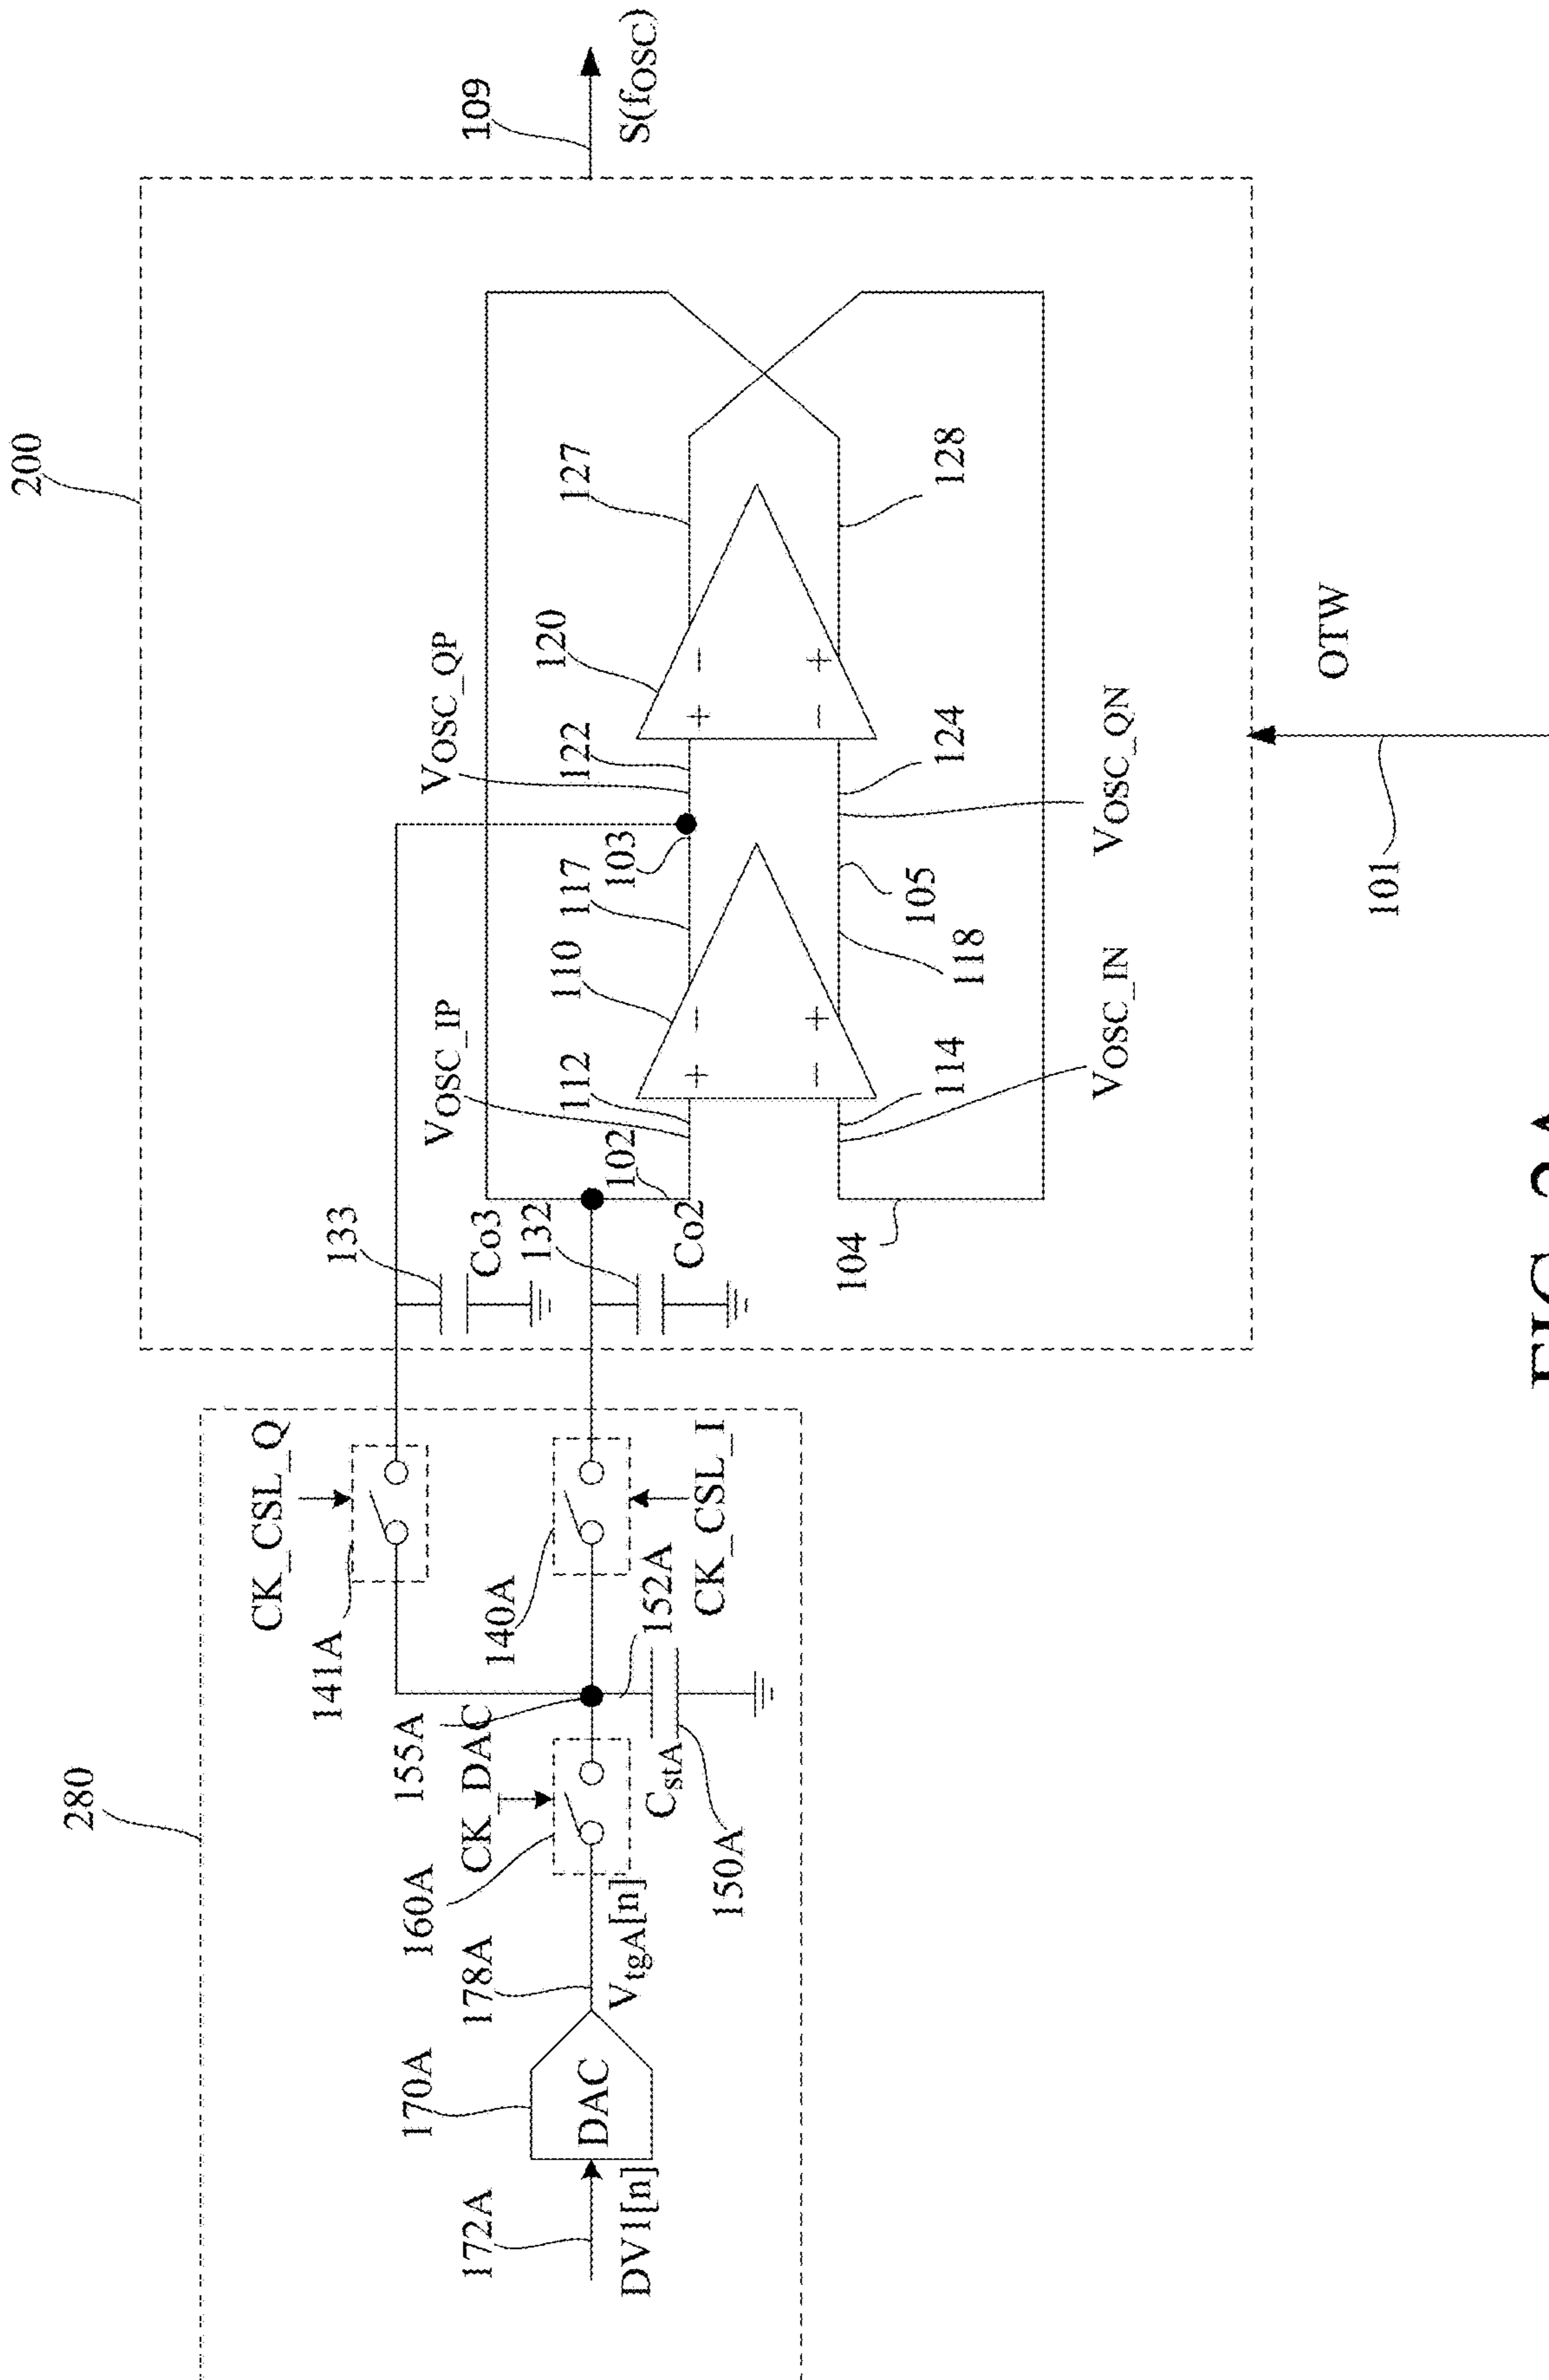 200
109
S(fOSC)
VOSC_QP
VOSC_IP
120
127
122
110
117
103
112
102
133
Co3
132
Co2
104
114
118
105
124
128
VOSC_IN
VOSC_QN
+
−
−
+
+
−
−
+
OTW
101
280
CK_CSL_Q
141A
140A
CK_CSL_I
152A
155A
CK_DAC
160A
CstA
150A
178A
VtgA[n]
170A
DAC
172A
DV1[n]